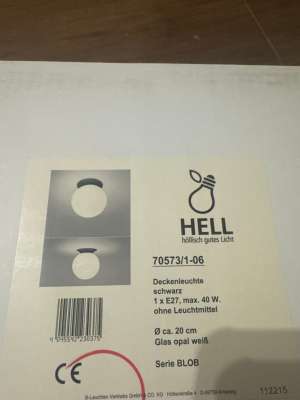 HELL
höllisch gutes Licht
70573/1-06
Deckenleuchte
schwarz
1 x E27, max. 40 W.
ohne Leuchtmittel
Ø ca. 20 cm
Glas opal weiß
Serie BLOB
CE
112215